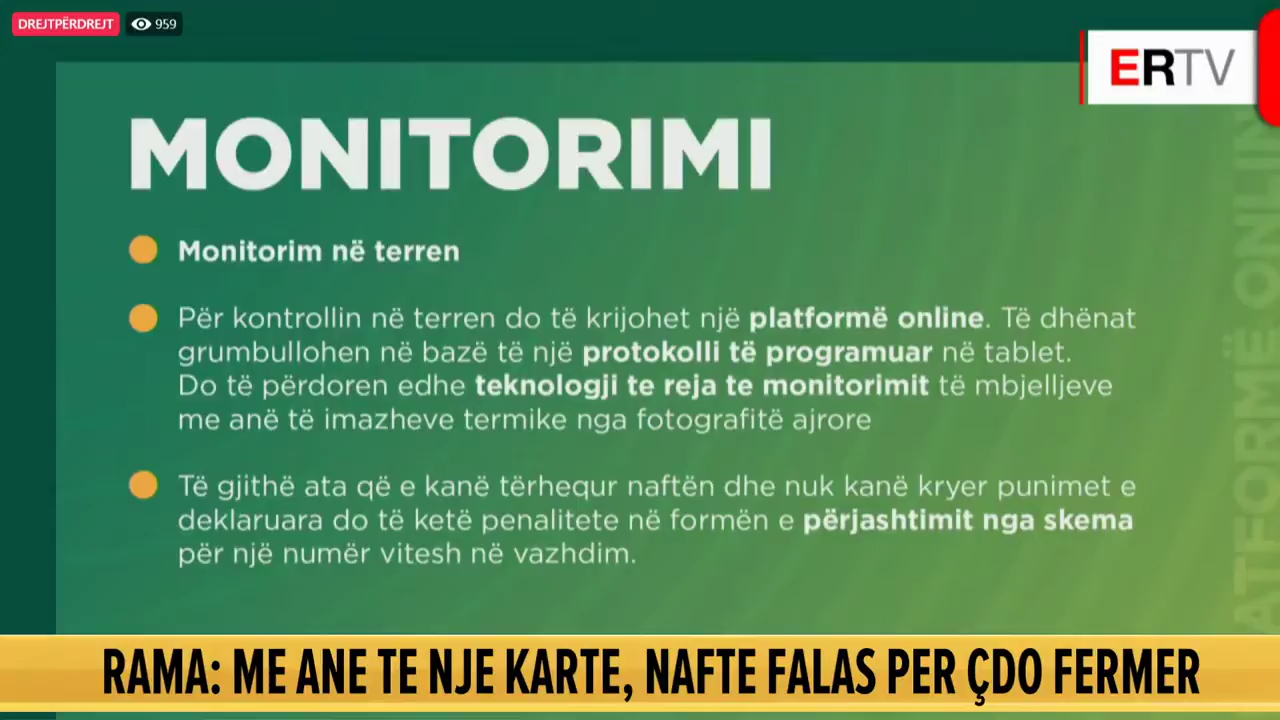 DREJTPËRDREJT 959
ERTV
MONITORIMI
Monitorim në terren
Për kontrollin në terren do të krijohet një platformë online. Të dhënat
grumbullohen në bazë të një protokolli të programuar në tablet.
Do të përdoren edhe teknologji te reja te monitorimit të mbjelljeve
me anë të imazheve termike nga fotografitë ajrore
Të gjithë ata që e kanë tërhequr naftën dhe nuk kanë kryer punimet e
deklaruara do të ketë penalitete në formën e përjashtimit nga skema
për një numër vitesh në vazhdim.
ATFORMË ONLIN
RAMA: ME ANE TE NJE KARTE, NAFTE FALAS PER ÇDO FERMER